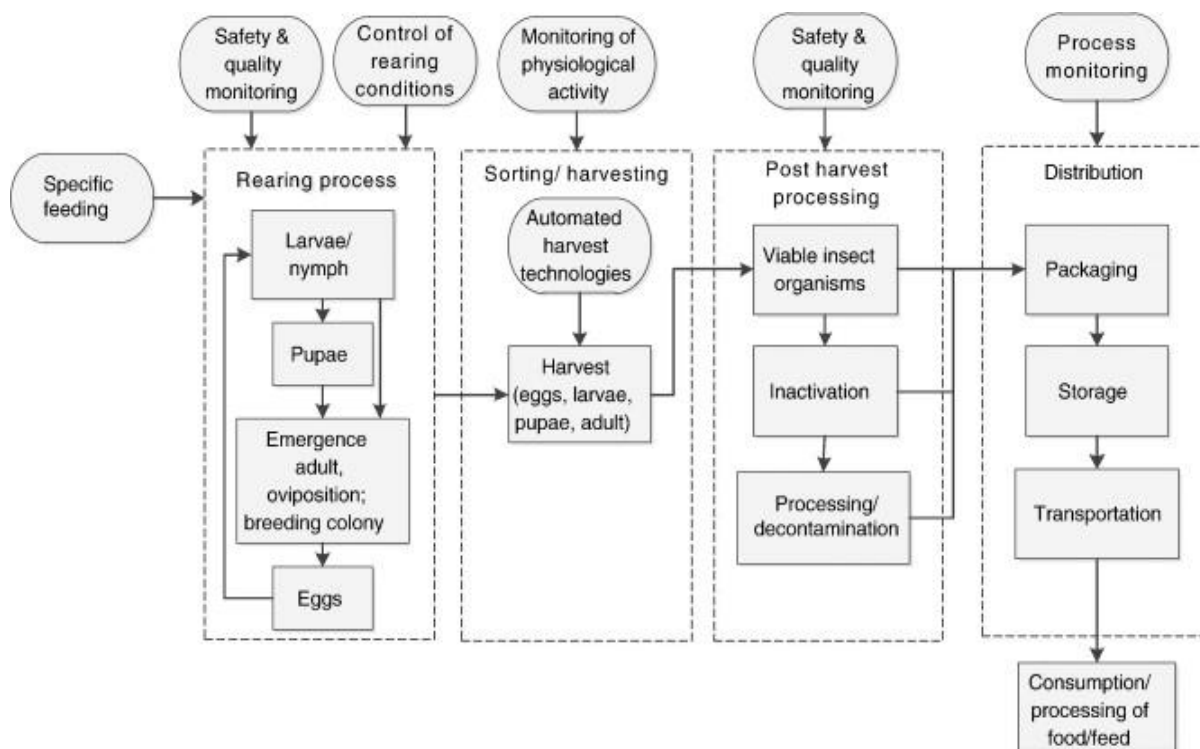 Safety &
quality
monitoring
Control of
rearing
conditions
Monitoring of
physiological
activity
Safety &
quality
monitoring
Process
monitoring
Specific
feeding
Rearing process
Larvae/
nymph
Pupae
Emergence
adult,
oviposition;
breeding colony
Eggs
Sorting/ harvesting
Automated
harvest
technologies
Harvest
(eggs, larvae,
pupae, adult)
Post harvest
processing
Viable insect
organisms
Inactivation
Processing/
decontamination
Distribution
Packaging
Storage
Transportation
Consumption/
processing of
food/feed